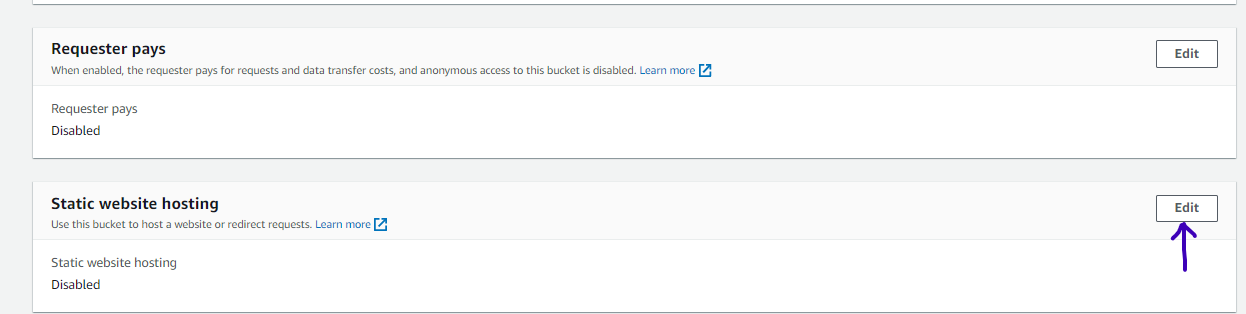 Requester pays
Edit
When enabled, the requester pays for requests and data transfer costs, and anonymous access to this bucket is disabled. Learn more
Requester pays
Disabled
Static website hosting
Edit
Use this bucket to host a website or redirect requests. Learn more
Static website hosting
Disabled